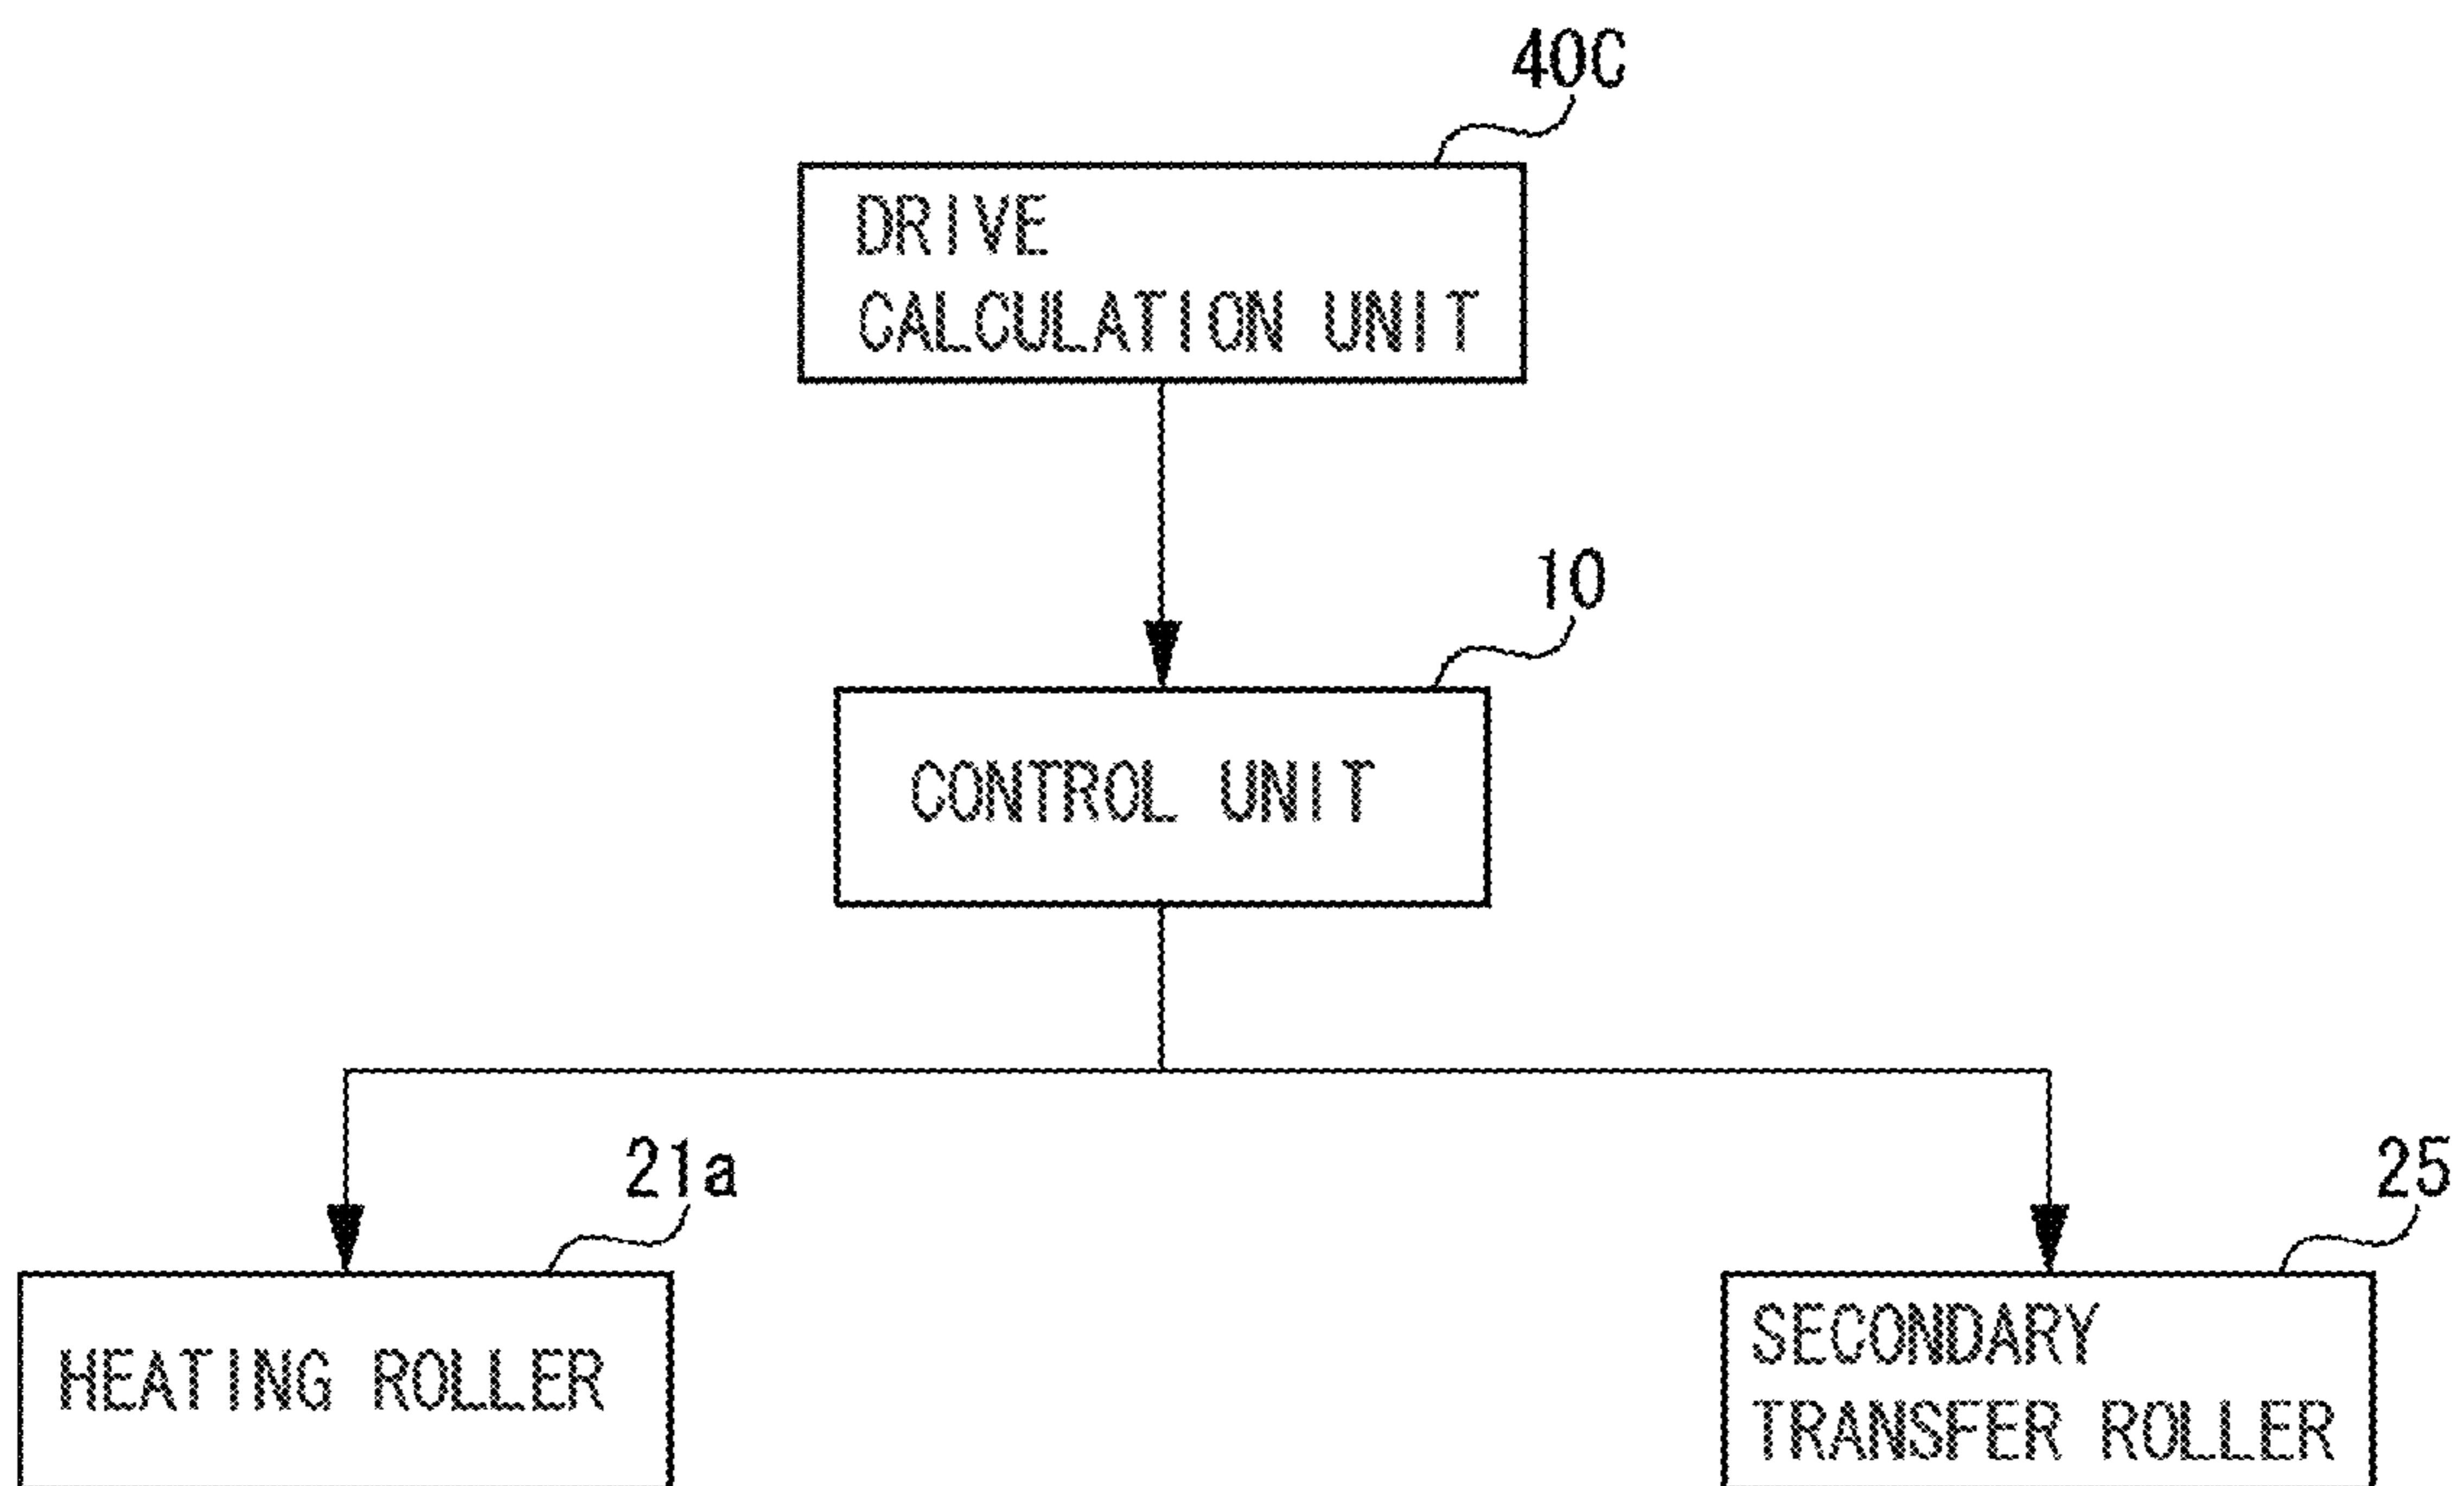 40C
DRIVE
CALCULATION UNIT
10
CONTROL UNIT
21a
HEATING ROLLER
25
SECONDARY
TRANSFER ROLLER